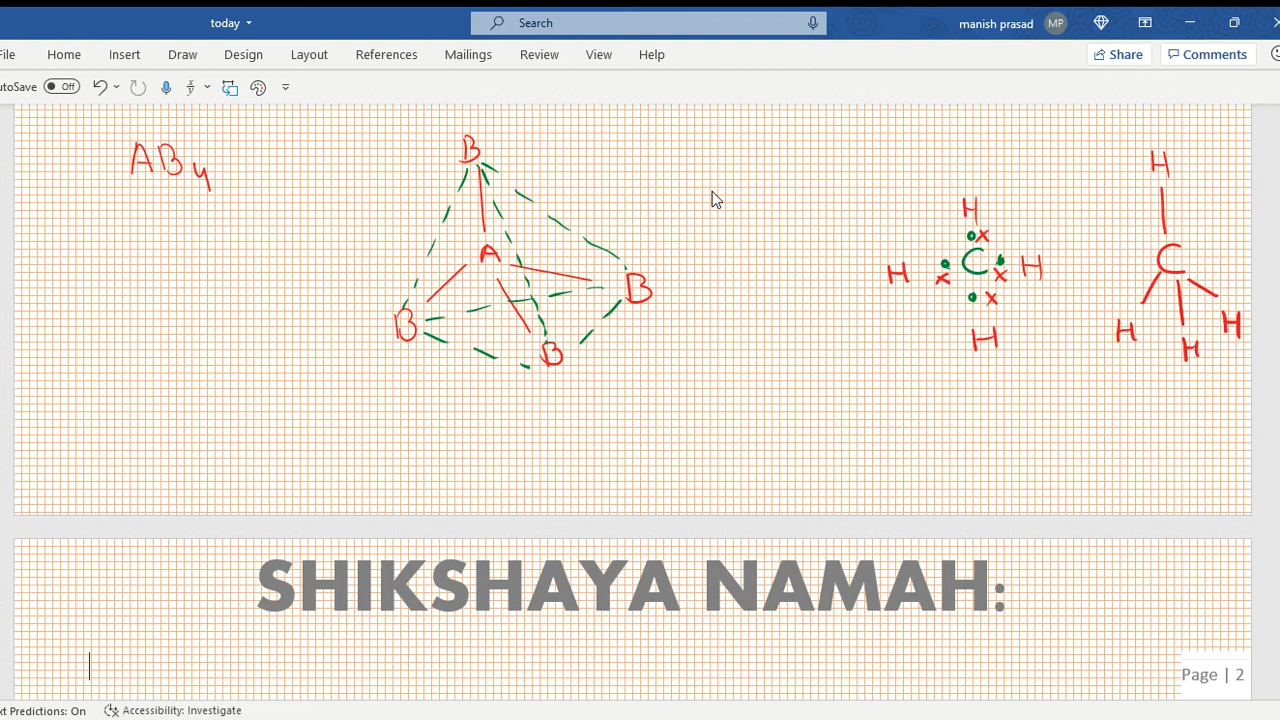 today
Search
manish prasad
MP
File Home Insert Draw Design Layout References Mailings Review View Help
Share
Comments
AutoSave Off
AB4
B
A
B
B
B
H
H C H
H
H
C
H
H
H
SHIKSHAYA NAMAH:
Page | 2
xt Predictions: On
Accessibility: Investigate